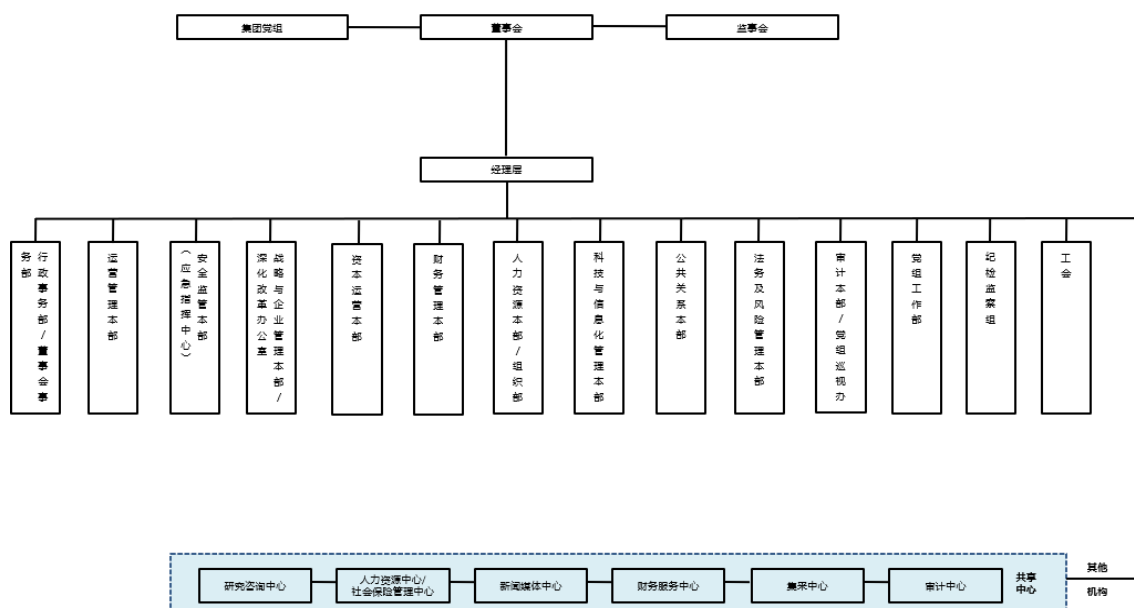 集团党组
董事会
监事会
经理层
行政事务部/董事会事
务部
运营管理本部
安全监管本部
（应急指挥中心）
战略与企业管理本部/
深化改革办公室
资本运营本部
财务管理本部
人力资源本部/组织部
科技与信息化管理本部
公共关系本部
法务及风险管理本部
审计本部/党组巡视办
党组工作部
纪检监察组
工会
研究咨询中心
人力资源中心/
社会保险管理中心
新闻媒体中心
财务服务中心
集采中心
审计中心
共享
中心
其他
机构